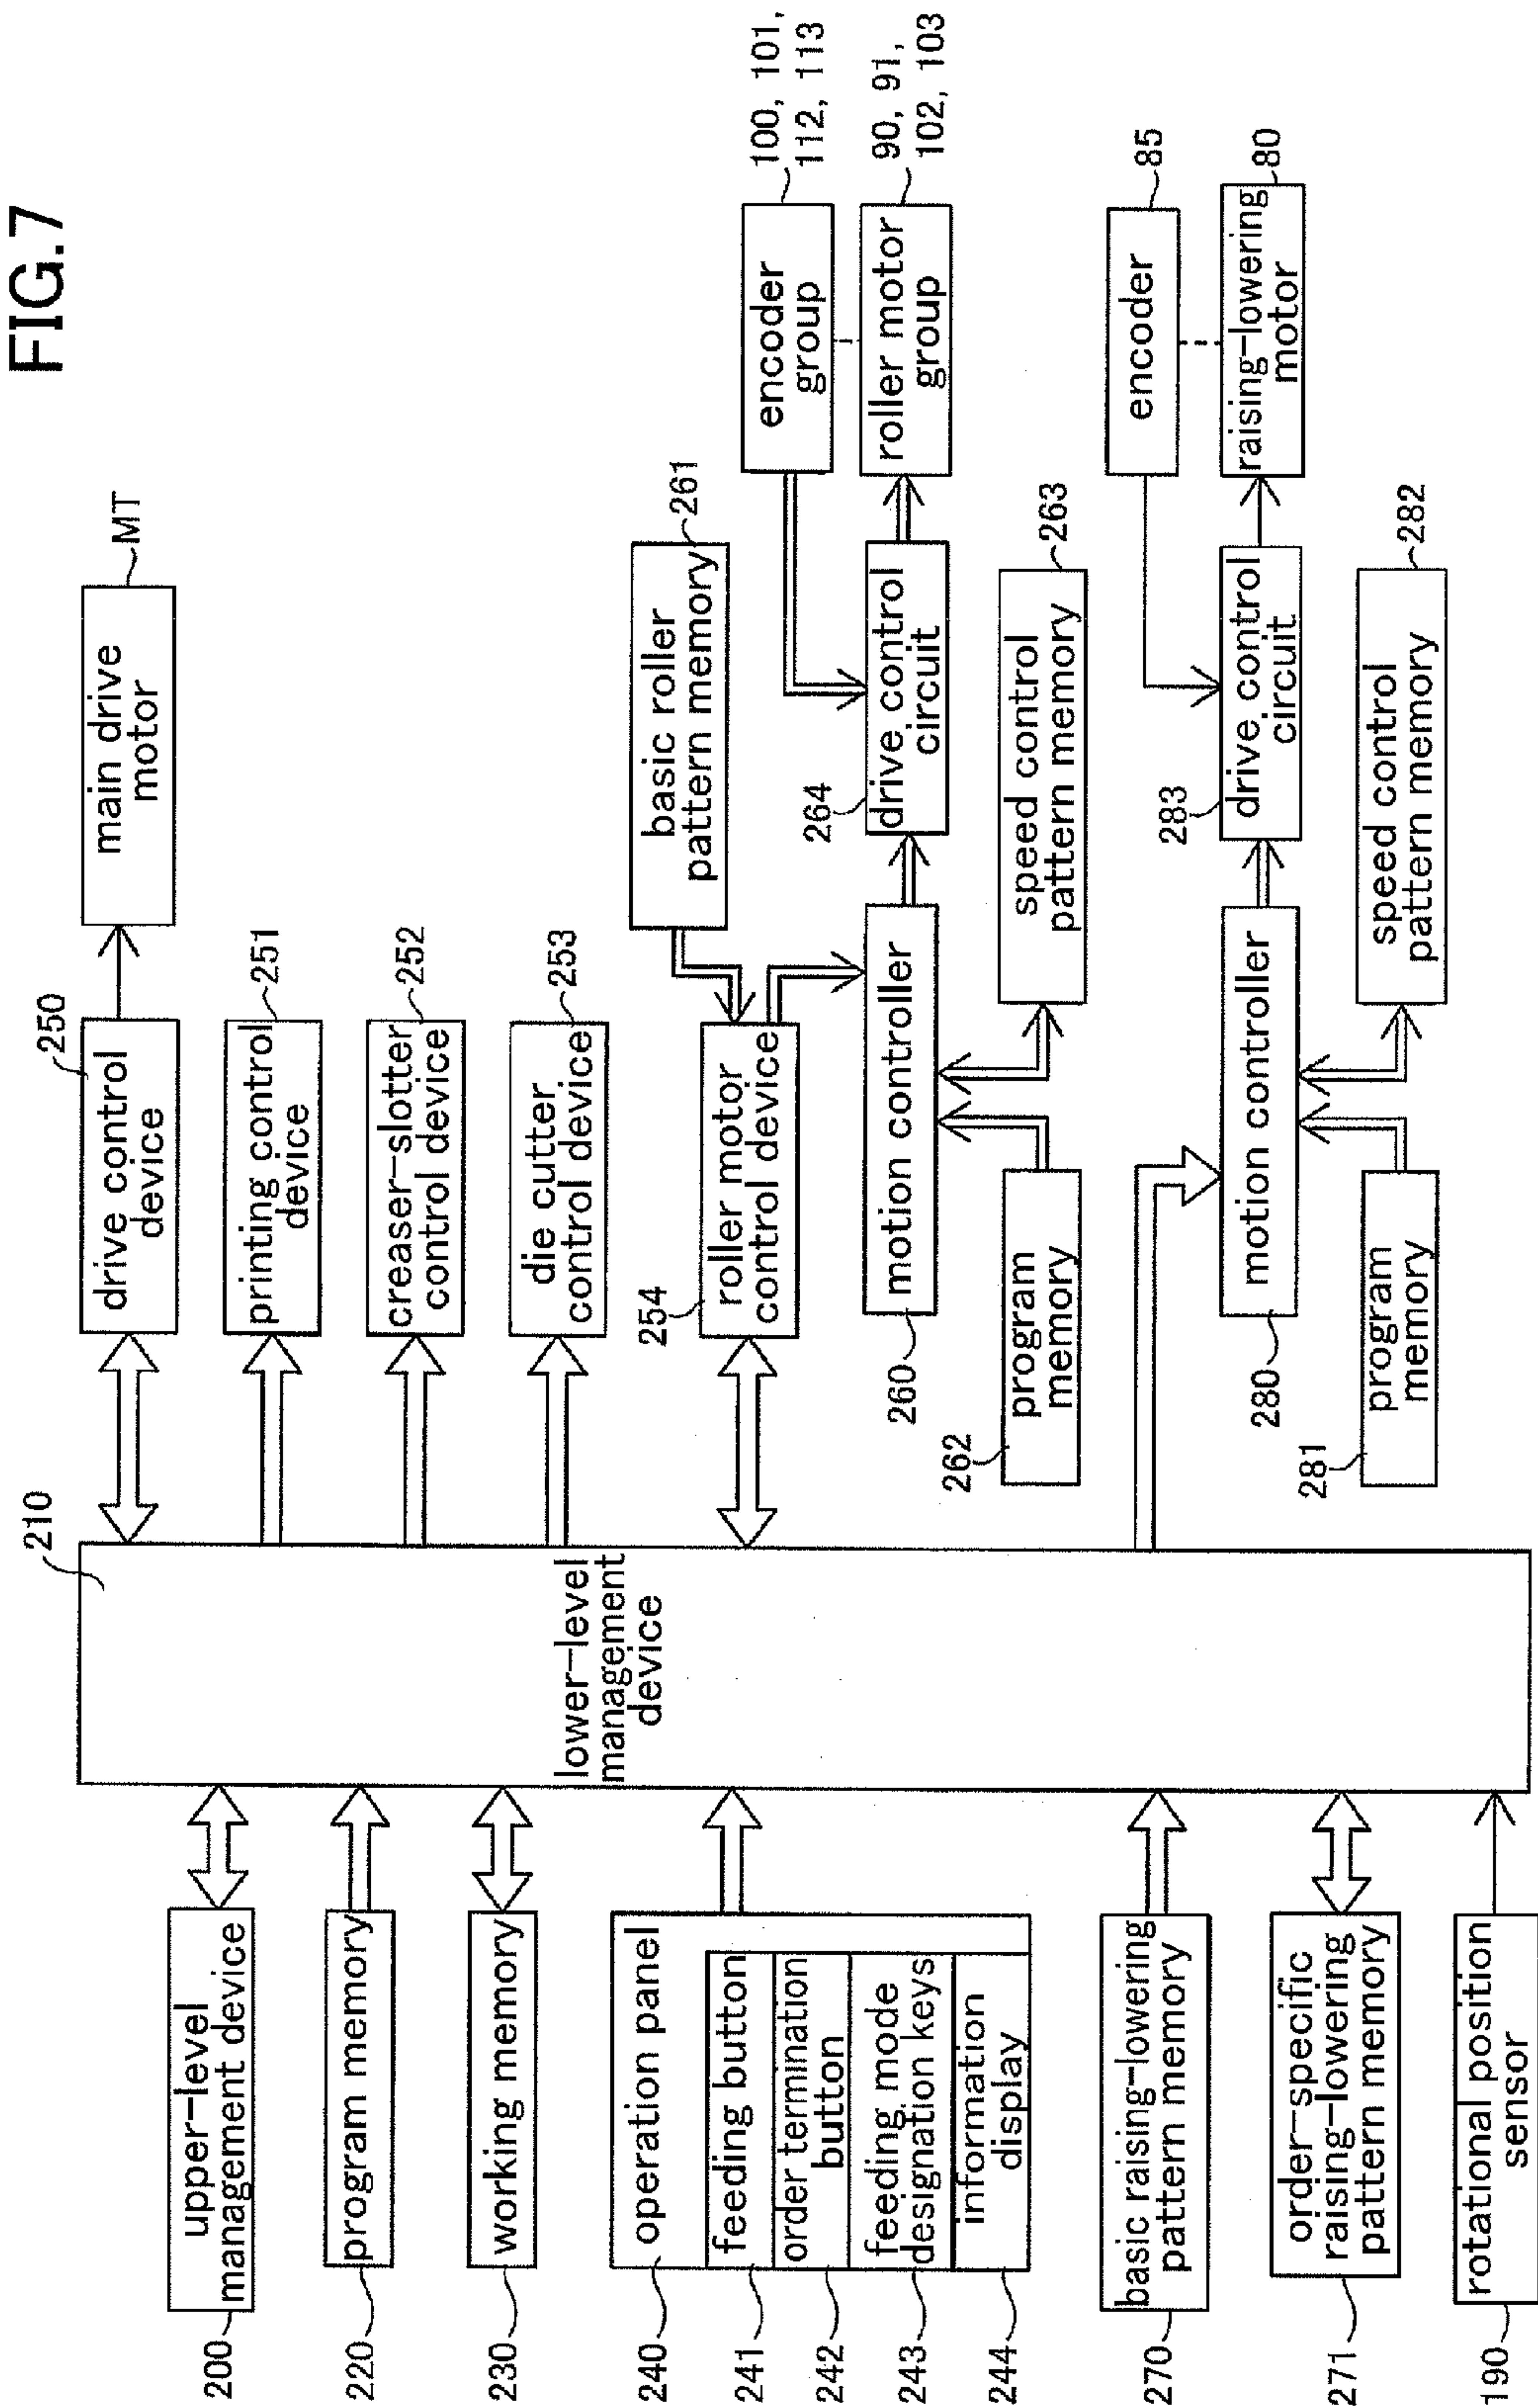 FIG.7
upper-level
management device
200
program memory
220
working memory
230
operation panel
240
feeding button
241
order termination
button
242
feeding mode
designation keys
243
information
display
244
basic raising-lowering
pattern memory
270
order-specific
raising-lowering
pattern memory
271
rotational position
sensor
190
210
lower-level
management
device
250
drive control
device
main drive
motor
MT
printing control
device
251
creaser-slotter
control device
252
die cutter
control device
253
254
roller motor
control device
basic roller
pattern memory
261
260
motion controller
262
program
memory
speed control
pattern memory
263
264
drive control
circuit
encoder
group
100, 101,
112, 113
roller motor
group
90, 91,
102, 103
280
motion controller
281
program
memory
speed control
pattern memory
282
283
drive control
circuit
encoder
85
raising-lowering
motor
80